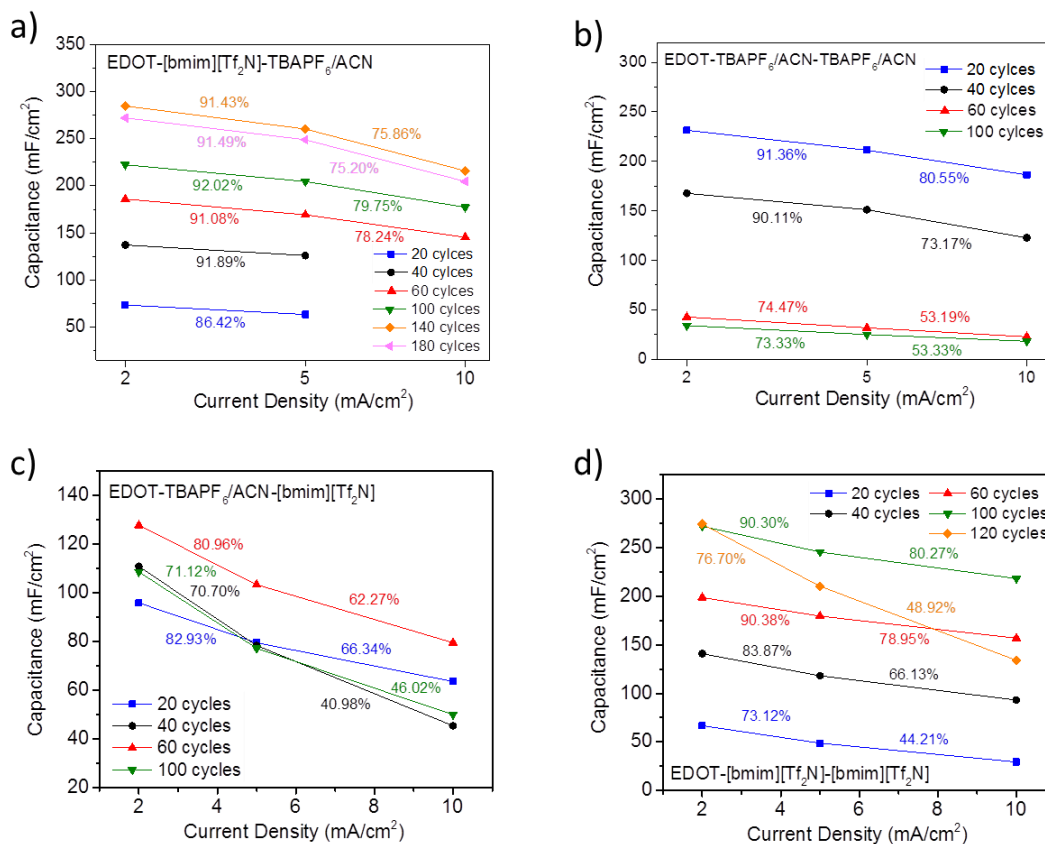 a)
EDOT-[bmim][Tf₂N]-TBAPF₆/ACN
350
300
250
200
150
100
50
Capacitance (mF/cm²)
91.43%
75.86%
91.49%
75.20%
92.02%
79.75%
91.08%
78.24%
91.89%
86.42%
20 cylces
40 cylces
60 cylces
100 cylces
140 cylces
180 cylces
2
5
10
Current Density (mA/cm²)
b)
EDOT-TBAPF₆/ACN-TBAPF₆/ACN
300
250
200
150
100
50
0
Capacitance (mF/cm²)
20 cylces
40 cylces
60 cylces
100 cylces
91.36%
80.55%
90.11%
73.17%
74.47%
53.19%
73.33%
53.33%
2
5
10
Current Density (mA/cm²)
c)
EDOT-TBAPF₆/ACN-[bmim][Tf₂N]
140
120
100
80
60
40
20
Capacitance (mF/cm²)
80.96%
71.12%
70.70%
62.27%
82.93%
66.34%
46.02%
40.98%
20 cycles
40 cycles
60 cycles
100 cycles
2
4
6
8
10
Current Density (mA/cm²)
d)
300
250
200
150
100
50
0
Capacitance (mF/cm²)
20 cycles
40 cycles
60 cycles
100 cycles
120 cycles
90.30%
80.27%
76.70%
48.92%
90.38%
78.95%
83.87%
66.13%
73.12%
44.21%
EDOT-[bmim][Tf₂N]-[bmim][Tf₂N]
2
4
6
8
10
Current Density (mA/cm²)